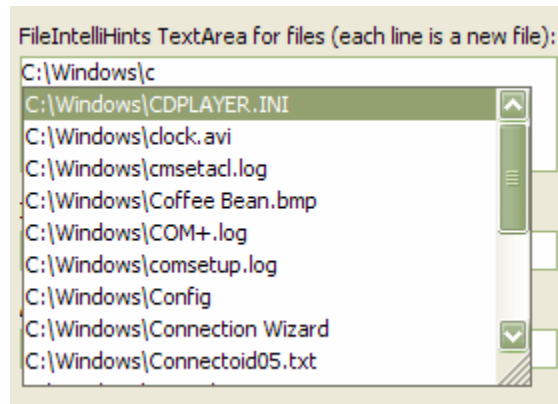 FileIntelliHints TextArea for files (each line is a new file):
C:\Windows\c
C:\Windows\CDPLAYER.INI
C:\Windows\clock.avi
C:\Windows\cmsetacl.log
C:\Windows\Coffee Bean.bmp
C:\Windows\COM+.log
C:\Windows\comsetup.log
C:\Windows\Config
C:\Windows\Connection Wizard
C:\Windows\Connectoid05.txt